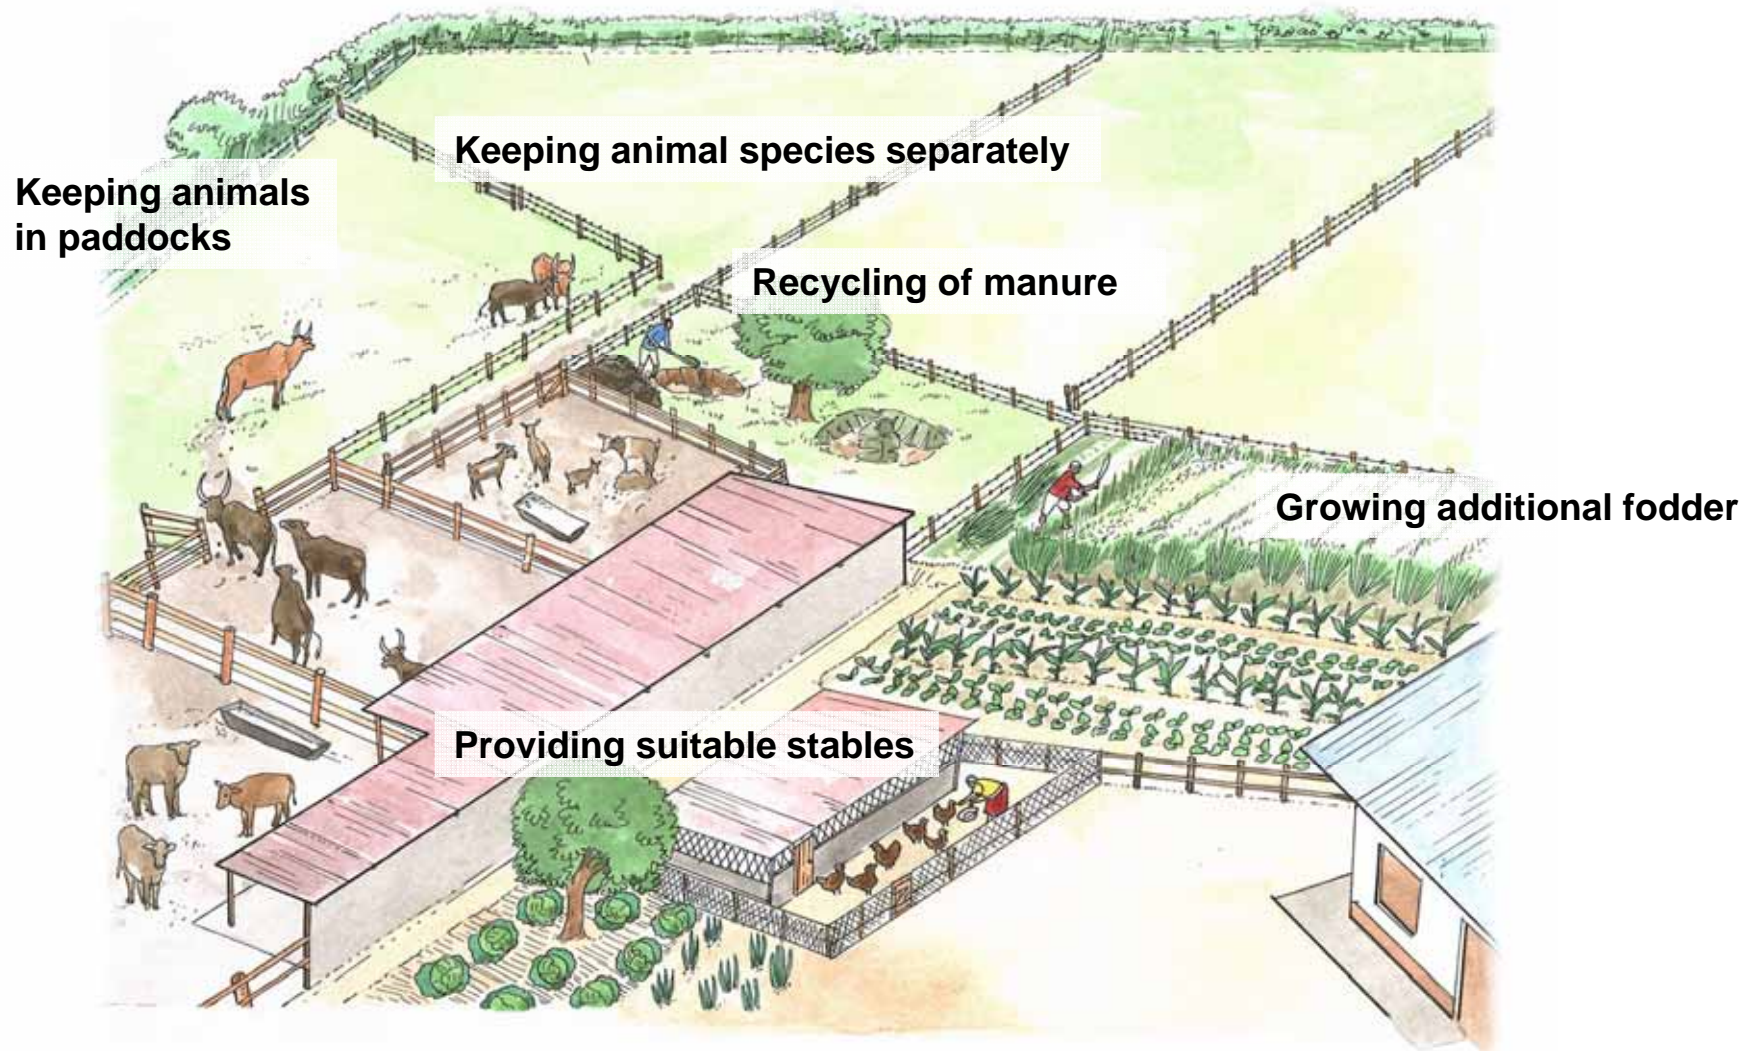 Keeping animal species separately
Keeping animals
in paddocks
Recycling of manure
Growing additional fodder
Providing suitable stables